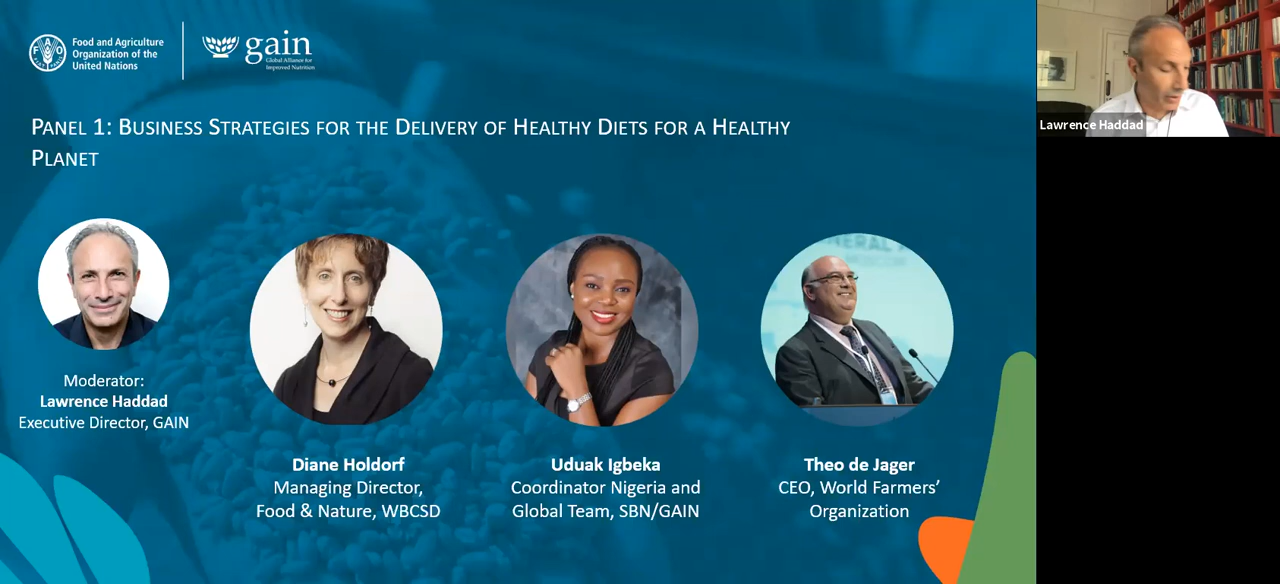 Food and Agriculture
Organization of the
United Nations
gain
Global Alliance for
Improved Nutrition
PANEL 1: BUSINESS STRATEGIES FOR THE DELIVERY OF HEALTHY DIETS FOR A HEALTHY
PLANET
Lawrence Haddad
Moderator:
Lawrence Haddad
Executive Director, GAIN
Diane Holdorf
Managing Director,
Food & Nature, WBCSD
Uduak Igbeka
Coordinator Nigeria and
Global Team, SBN/GAIN
Theo de Jager
CEO, World Farmers'
Organization